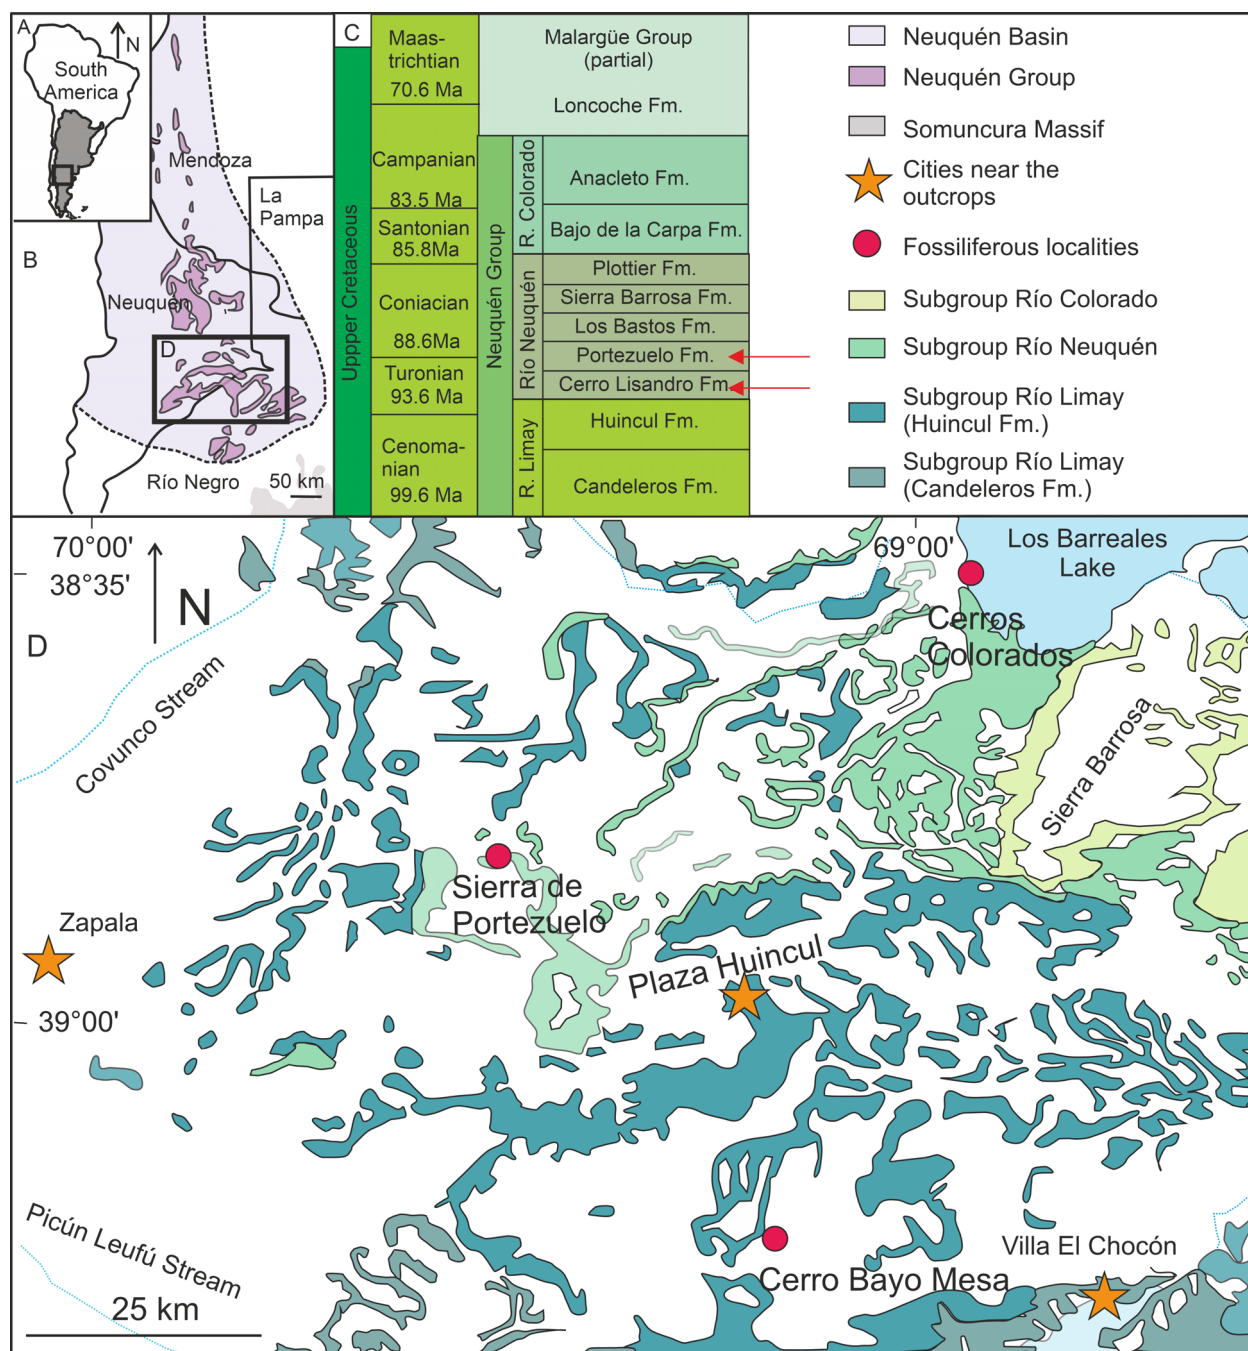 A
N
South
America
Mendoza
La
Pampa
B
Neuquén
D
Río Negro
50 km
C
Uppper Cretaceous
Maas-
trichtian
70.6 Ma
Campanian
83.5 Ma
Santonian
85.8Ma
Coniacian
88.6Ma
Turonian
93.6 Ma
Cenoma-
nian
99.6 Ma
Malargüe Group
(partial)
Loncoche Fm.
Neuquén Group
R. Colorado
Anacleto Fm.
Bajo de la Carpa Fm.
Río Neuquén
Plottier Fm.
Sierra Barrosa Fm.
Los Bastos Fm.
Portezuelo Fm.
Cerro Lisandro Fm.
R. Limay
Huincul Fm.
Candeleros Fm.
Neuquén Basin
Neuquén Group
Somuncura Massif
Cities near the
outcrops
Fossiliferous localities
Subgroup Río Colorado
Subgroup Río Neuquén
Subgroup Río Limay
(Huincul Fm.)
Subgroup Río Limay
(Candeleros Fm.)
70°00'
38°35'
N
D
69°00'
Los Barreales
Lake
Cerros
Colorados
Covunco Stream
Sierra Barrosa
Sierra de
Portezuelo
Zapala
Plaza Huincul
39°00'
Picún Leufú Stream
25 km
Villa El Chocón
Cerro Bayo Mesa